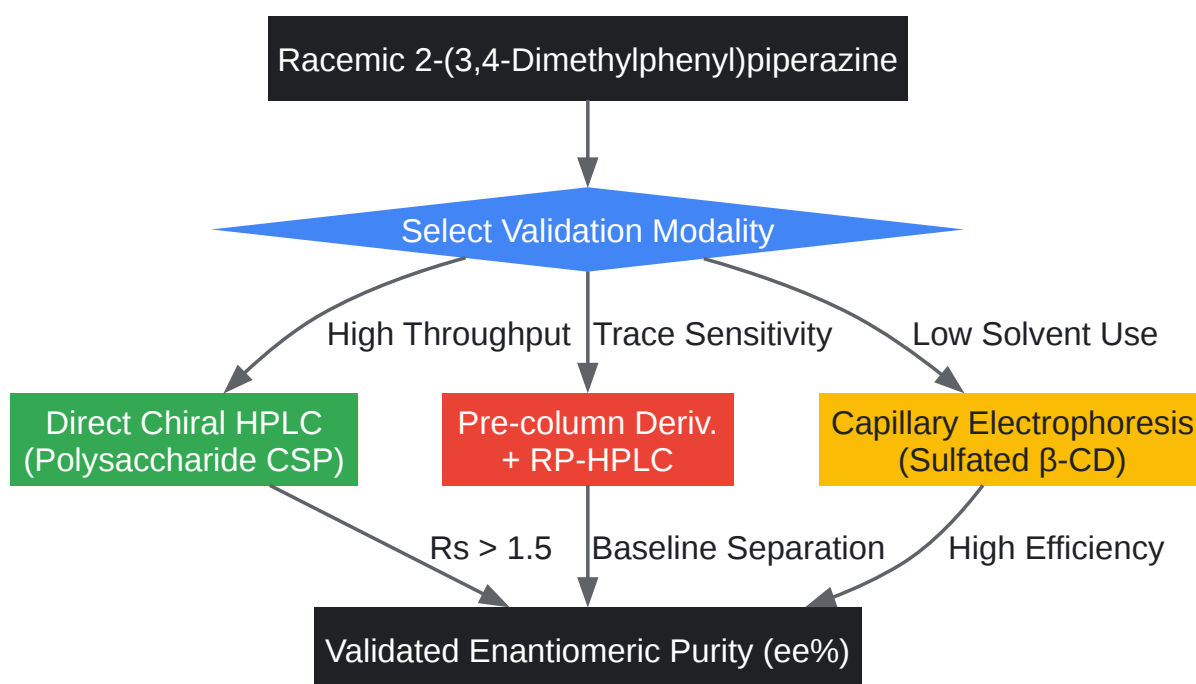 Racemic 2-(3,4-Dimethylphenyl)piperazine
Select Validation Modality
High Throughput
Trace Sensitivity
Low Solvent Use
Direct Chiral HPLC
(Polysaccharide CSP)
Pre-column Deriv.
+ RP-HPLC
Capillary Electrophoresis
(Sulfated β-CD)
Rs > 1.5
Baseline Separation
High Efficiency
Validated Enantiomeric Purity (ee%)